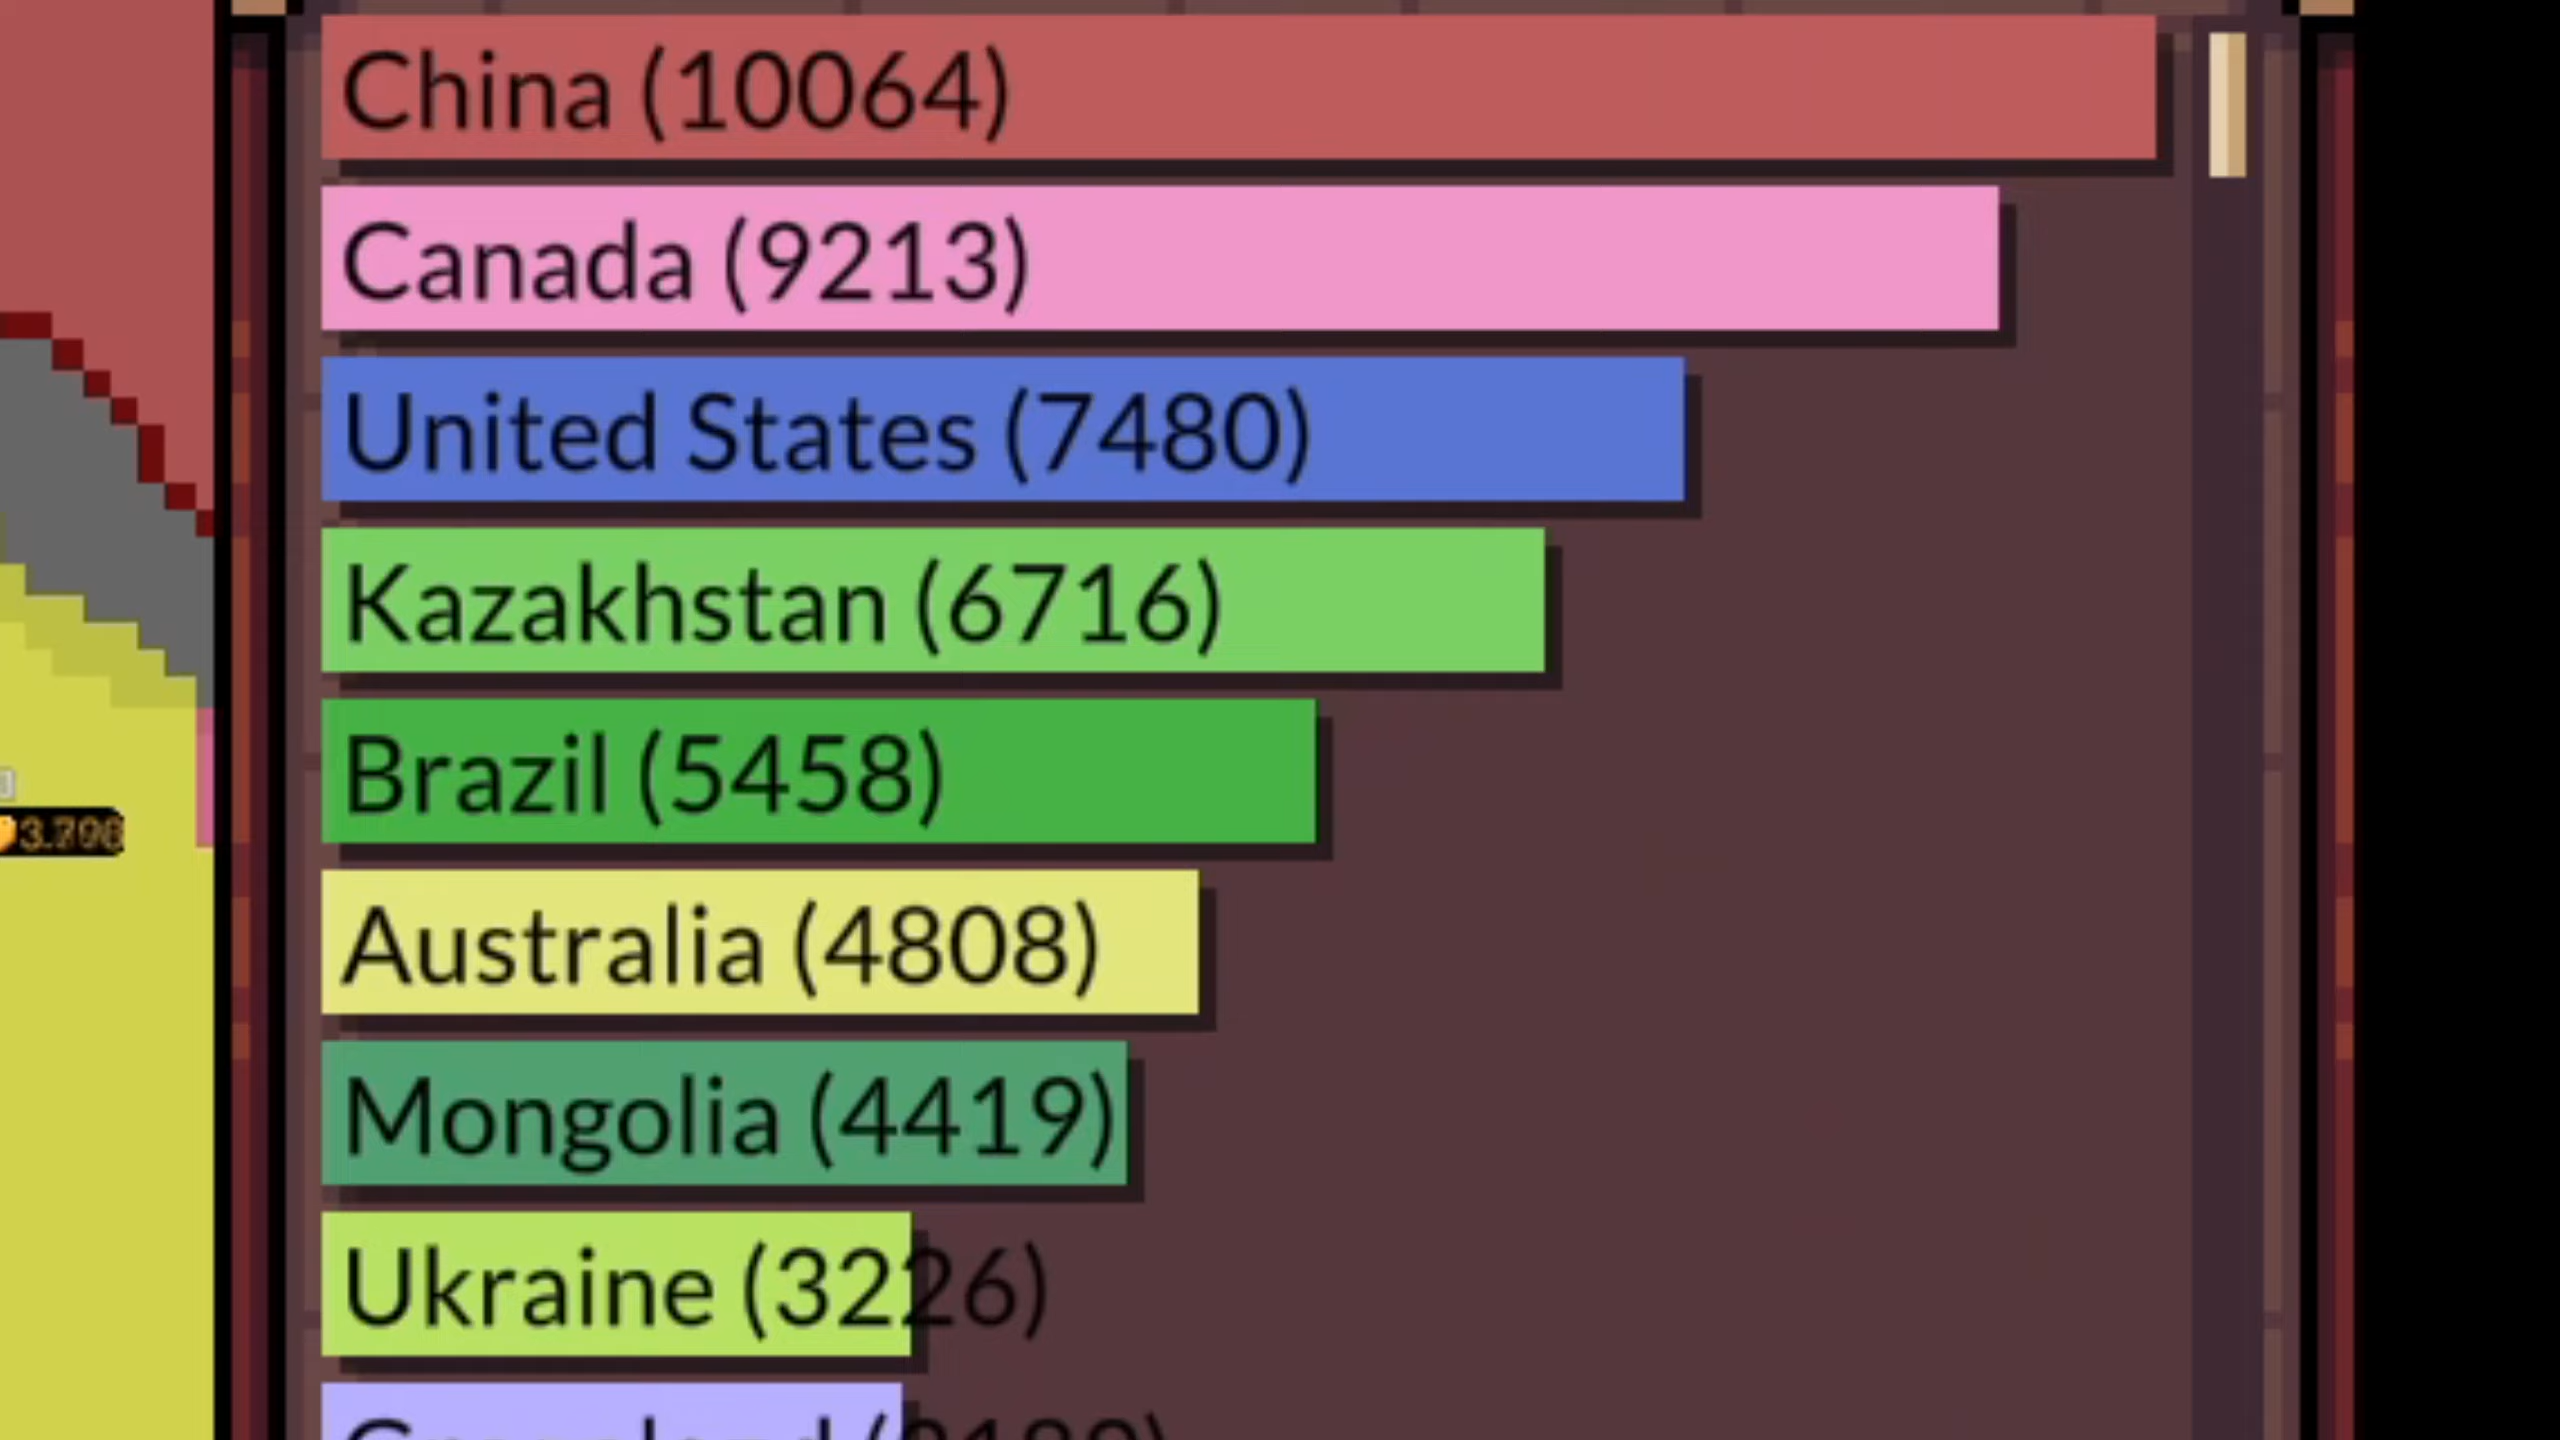 China (10064)
Canada (9213)
United States (7480)
Kazakhstan (6716)
Brazil (5458)
Australia (4808)
Mongolia (4419)
Ukraine (3226)